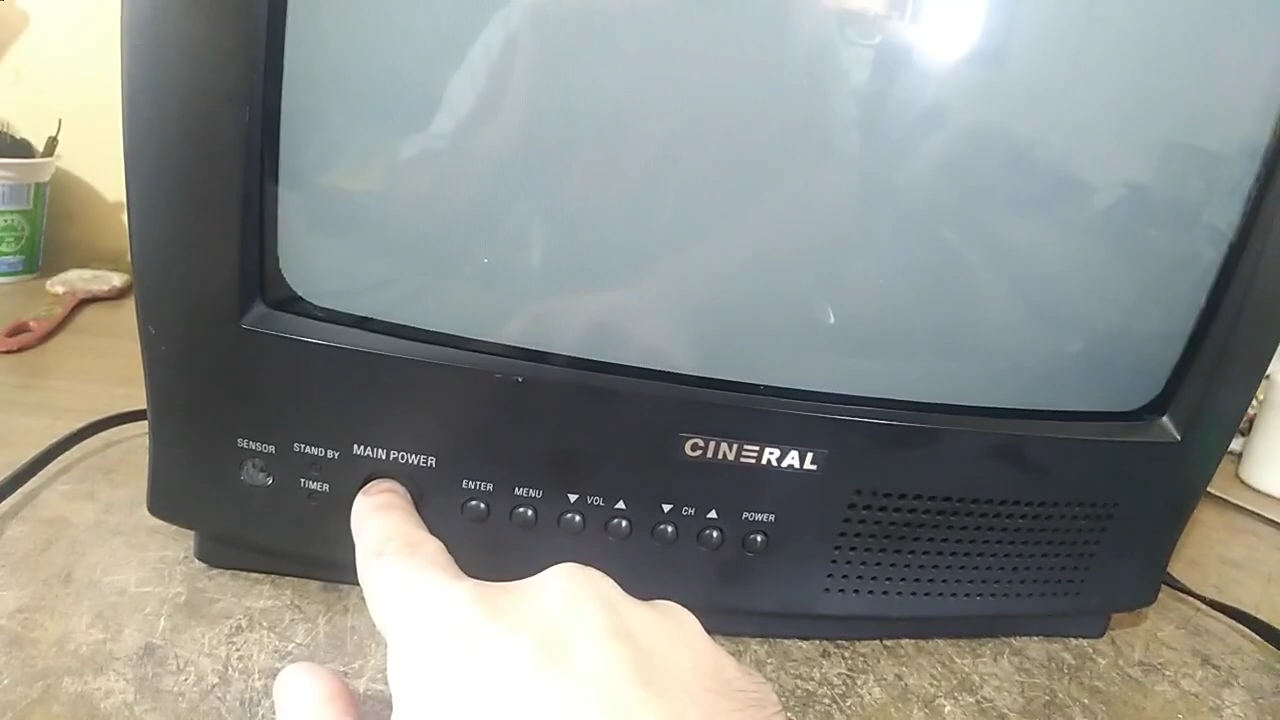 CINERAL
SENSOR
STAND BY
MAIN POWER
TIMER
ENTER
MENU
▼ VOL ▲
▼ CH ▲
POWER